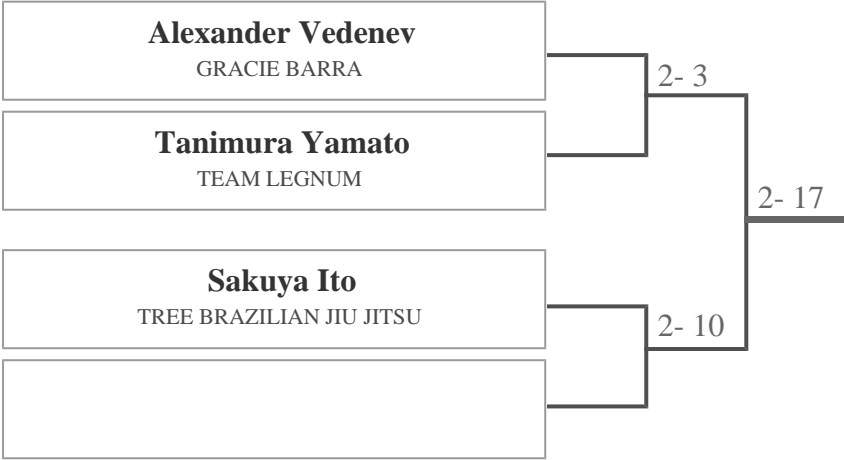 Alexander Vedenev
GRACIE BARRA
2- 3
Tanimura Yamato
TEAM LEGNUM
2- 17
Sakuya Ito
TREE BRAZILIAN JIU JITSU
2- 10